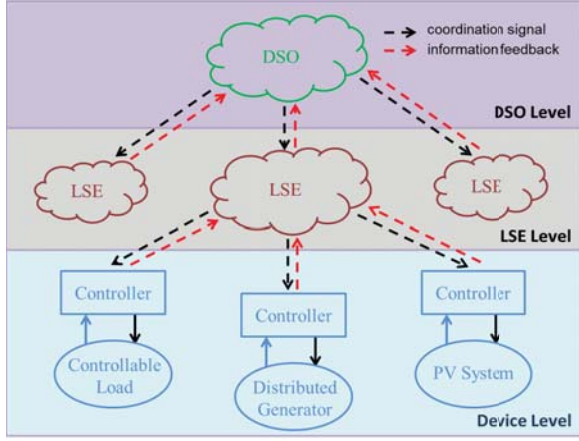 coordination signal
information feedback
DSO
DSO Level
LSE
LSE
LSE
LSE Level
Controller
Controller
Controller
Controllable
Load
Distributed
Generator
PV System
Device Level